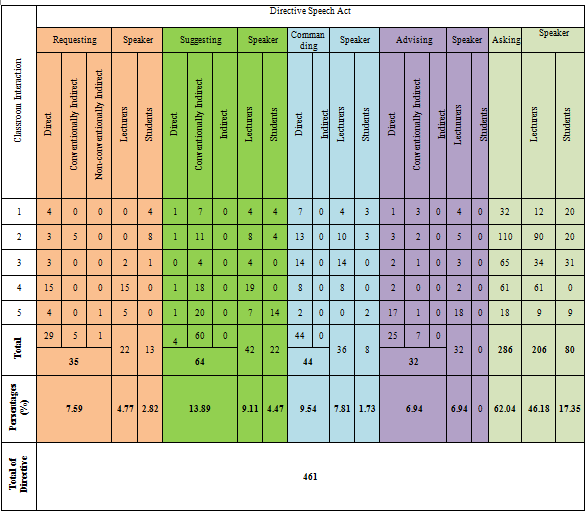 Directive Speech Act
Classroom Interaction
Requesting Speaker Suggesting Speaker Comman ding Speaker Advising Speaker Asking Speaker
Direct Conventionally Indirect Non-conventionally Indirect Lecturers Students Direct Conventionally Indirect Indirect Lecturers Students Direct Indirect Lecturers Students Direct Conventionally Indirect Indirect Lecturers Students Lecturers Students
1 4 0 0 0 4 1 7 0 4 4 7 0 4 3 1 3 0 4 0 32 12 20
2 3 5 0 0 8 1 11 0 8 4 13 0 10 3 3 2 0 5 0 110 90 20
3 3 0 0 2 1 0 4 0 4 0 14 0 14 0 2 1 0 3 0 65 34 31
4 15 0 0 15 0 1 18 0 19 0 8 0 8 0 2 0 0 2 0 61 61 0
5 4 0 1 5 0 1 20 0 7 14 2 0 0 2 17 1 0 18 0 18 9 9
Total 29 5 1 22 13 4 60 0 42 22 44 0 36 8 25 7 0 32 0 286 206 80
35 64 44 32
Persentages (%) 7.59 4.77 2.82 13.89 9.11 4.47 9.54 7.81 1.73 6.94 6.94 0 62.04 46.18 17.35
Total of
Directive
461